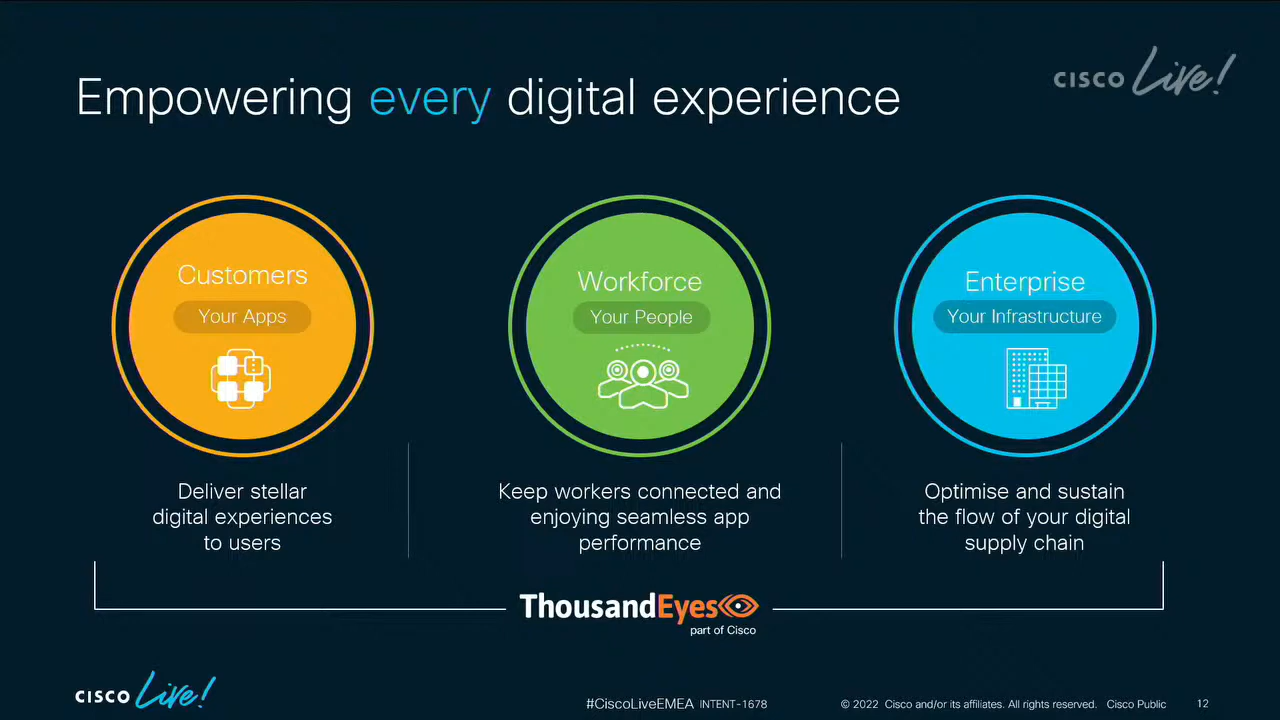 Empowering every digital experience
CISCO Live!
Customers
Your Apps
Deliver stellar
digital experiences
to users
Workforce
Your People
Keep workers connected and
enjoying seamless app
performance
Enterprise
Your Infrastructure
Optimise and sustain
the flow of your digital
supply chain
ThousandEyes
part of Cisco
CISCO Live!
#CiscoLiveEMEA INTENT-1678
© 2022 Cisco and/or its affiliates. All rights reserved. Cisco Public
12